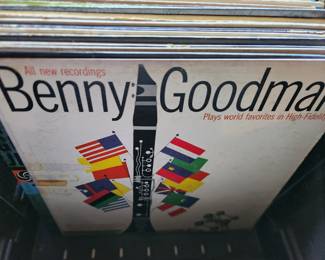 All new recordings
Benny Goodman
Plays world favorites in High-Fidelity